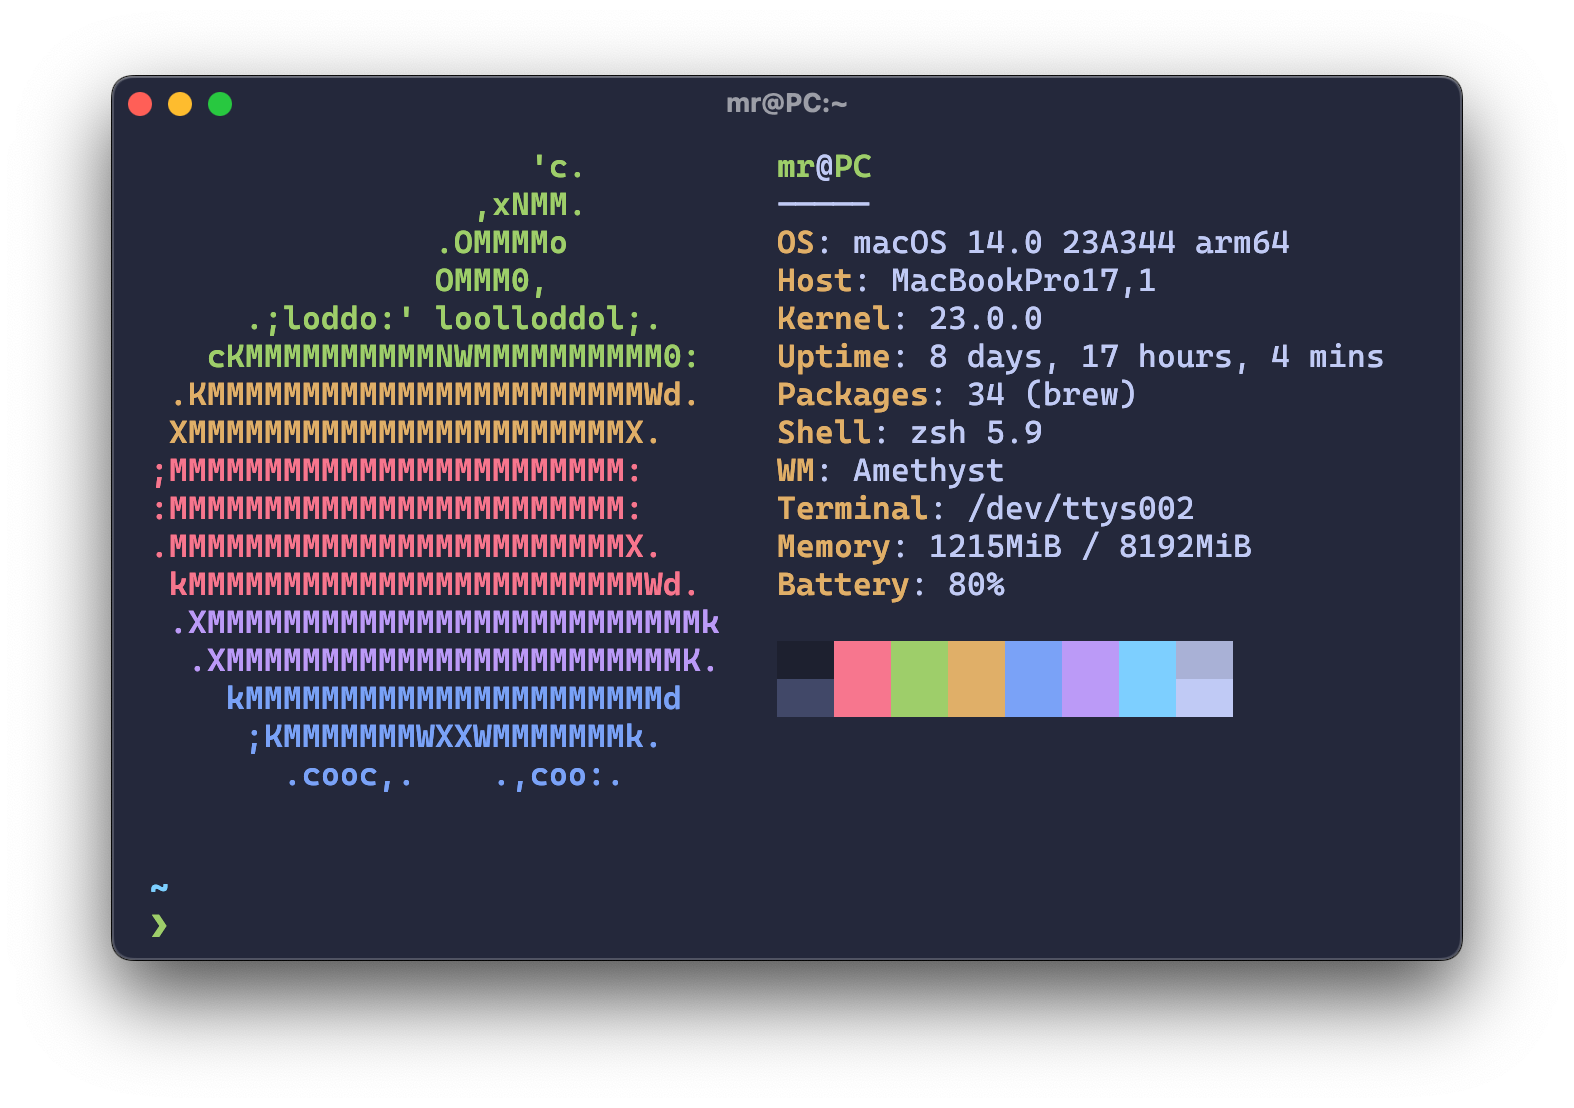 mr@PC:~
'c.
,xNMM.
.OMMMMo
OMMM0,
.;loddo:' loolloddol;.
cKMMMMMMMMMMNWMMMMMMMMMM0:
.KMMMMMMMMMMMMMMMMMMMMMMMWd.
XMMMMMMMMMMMMMMMMMMMMMMMX.
;MMMMMMMMMMMMMMMMMMMMMMMM:
:MMMMMMMMMMMMMMMMMMMMMMMM:
.MMMMMMMMMMMMMMMMMMMMMMMMX.
kMMMMMMMMMMMMMMMMMMMMMMMMWd.
.XMMMMMMMMMMMMMMMMMMMMMMMMMMk
.XMMMMMMMMMMMMMMMMMMMMMMMMK.
kMMMMMMMMMMMMMMMMMMMMMMd
;KMMMMMMMWXXWMMMMMMMk.
.cooc,.    .,coo:.
mr@PC
—————
OS: macOS 14.0 23A344 arm64
Host: MacBookPro17,1
Kernel: 23.0.0
Uptime: 8 days, 17 hours, 4 mins
Packages: 34 (brew)
Shell: zsh 5.9
WM: Amethyst
Terminal: /dev/ttys002
Memory: 1215MiB / 8192MiB
Battery: 80%
~
❯